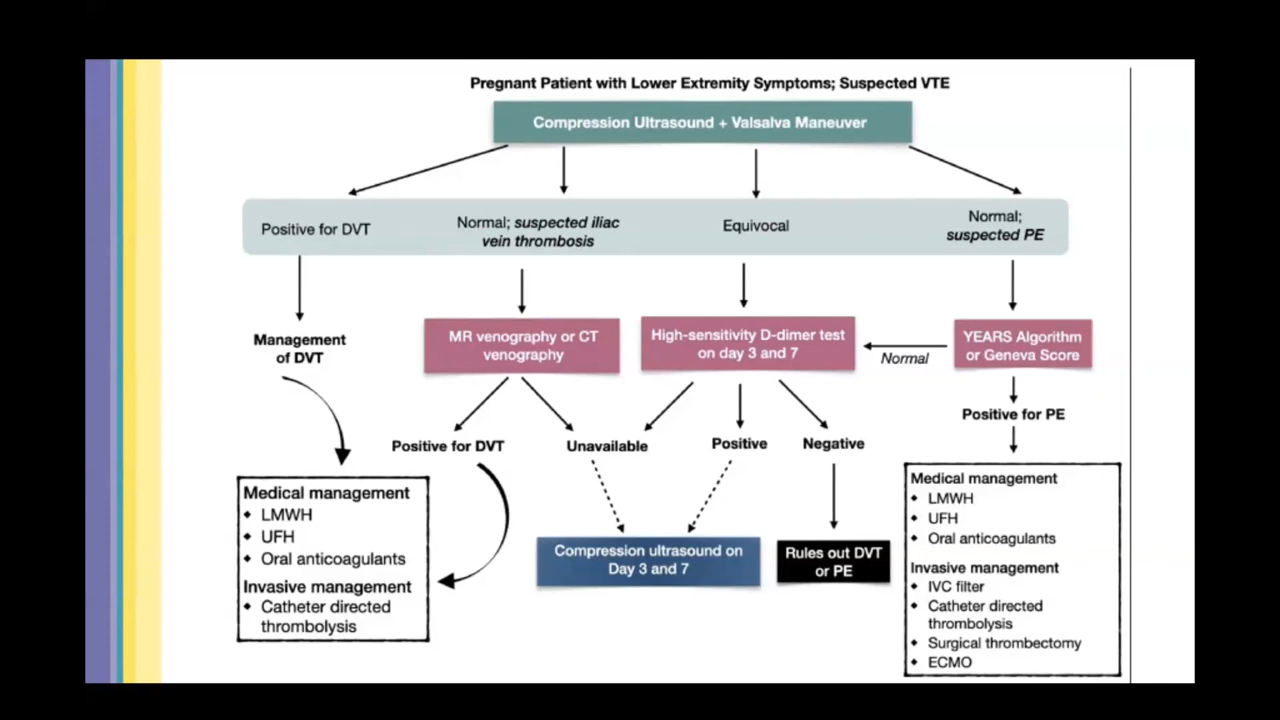 Pregnant Patient with Lower Extremity Symptoms; Suspected VTE
Compression Ultrasound + Valsalva Maneuver
Positive for DVT
Normal; suspected iliac
vein thrombosis
Equivocal
Normal;
suspected PE
Management
of DVT
MR venography or CT
venography
High-sensitivity D-dimer test
on day 3 and 7
Normal
YEARS Algorithm
or Geneva Score
Positive for DVT
Unavailable
Positive
Negative
Positive for PE
Medical management
LMWH
UFH
Oral anticoagulants
Invasive management
Catheter directed
thrombolysis
Compression ultrasound on
Day 3 and 7
Rules out DVT
or PE
Medical management
LMWH
UFH
Oral anticoagulants
Invasive management
IVC filter
Catheter directed
thrombolysis
Surgical thrombectomy
ECMO